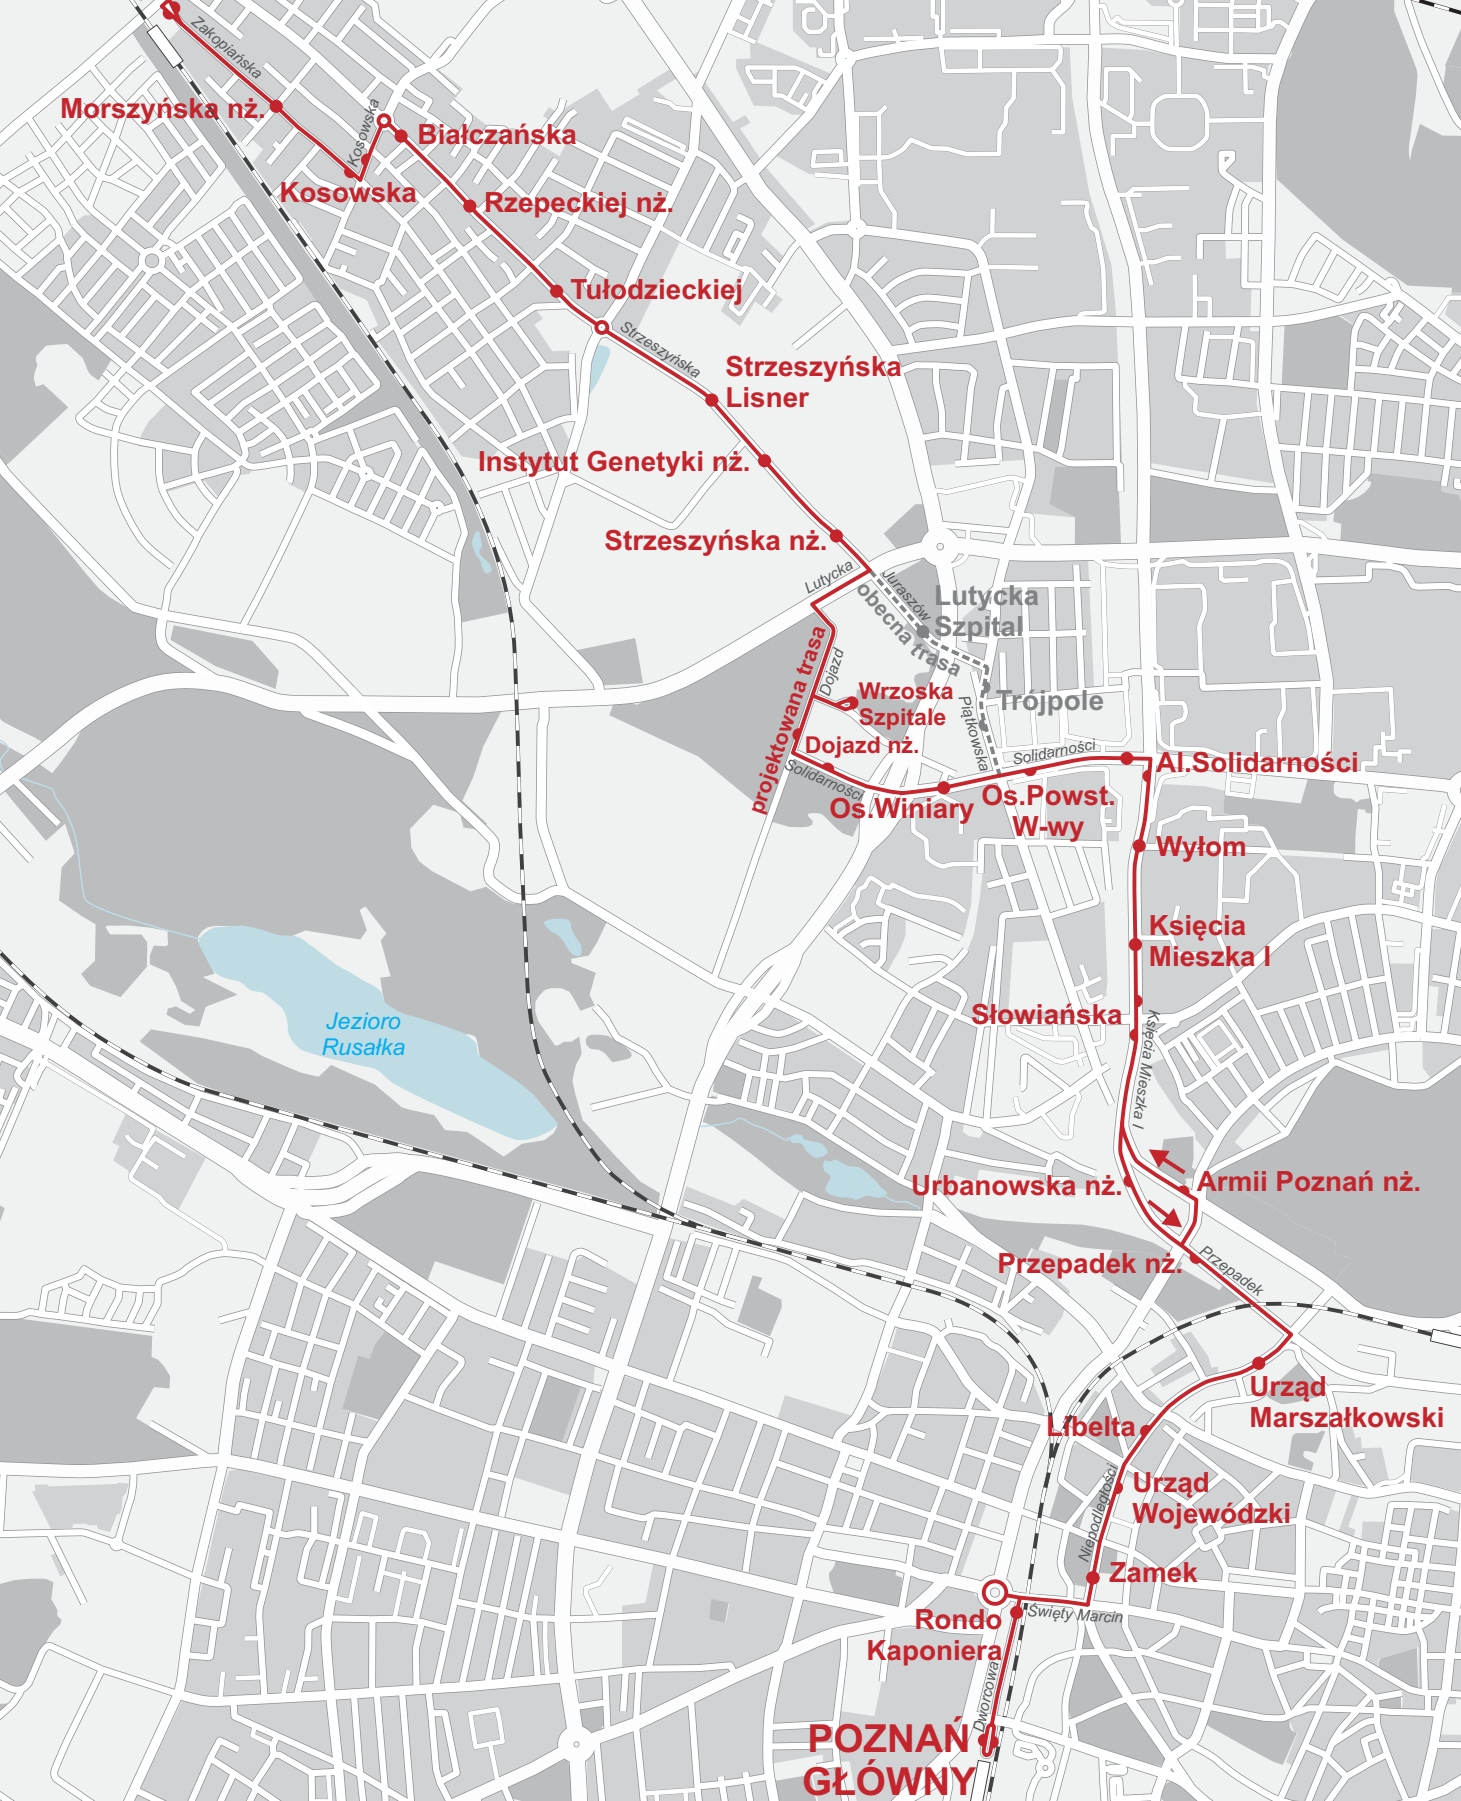 Zakopiańska
Morszyńska nż.
Kosowska
Białczańska
Kosowska
Rzepeckiej nż.
Tułodzieckiej
Strzeszyńska
Strzeszyńska
Lisner
Instytut Genetyki nż.
Strzeszyńska nż.
Lutycka
Juraszów
obecna trasa
Lutycka
Szpital
projektowana trasa
Dojazd
Wrzoska
Szpitale
Trójpole
Piątkowska
Dojazd nż.
Solidarności
Solidarności
Al.Solidarności
Os.Winiary
Os.Powst.
W-wy
Wyłom
Księcia
Mieszka I
Słowiańska
Księcia Mieszka I
Jezioro
Rusałka
Urbanowska nż.
Armii Poznań nż.
Przepadek nż.
Przepadek
Urząd
Marszałkowski
Libelta
Niepodległości
Urząd
Wojewódzki
Zamek
Święty Marcin
Rondo
Kaponiera
Dworcowa
POZNAŃ
GŁÓWNY